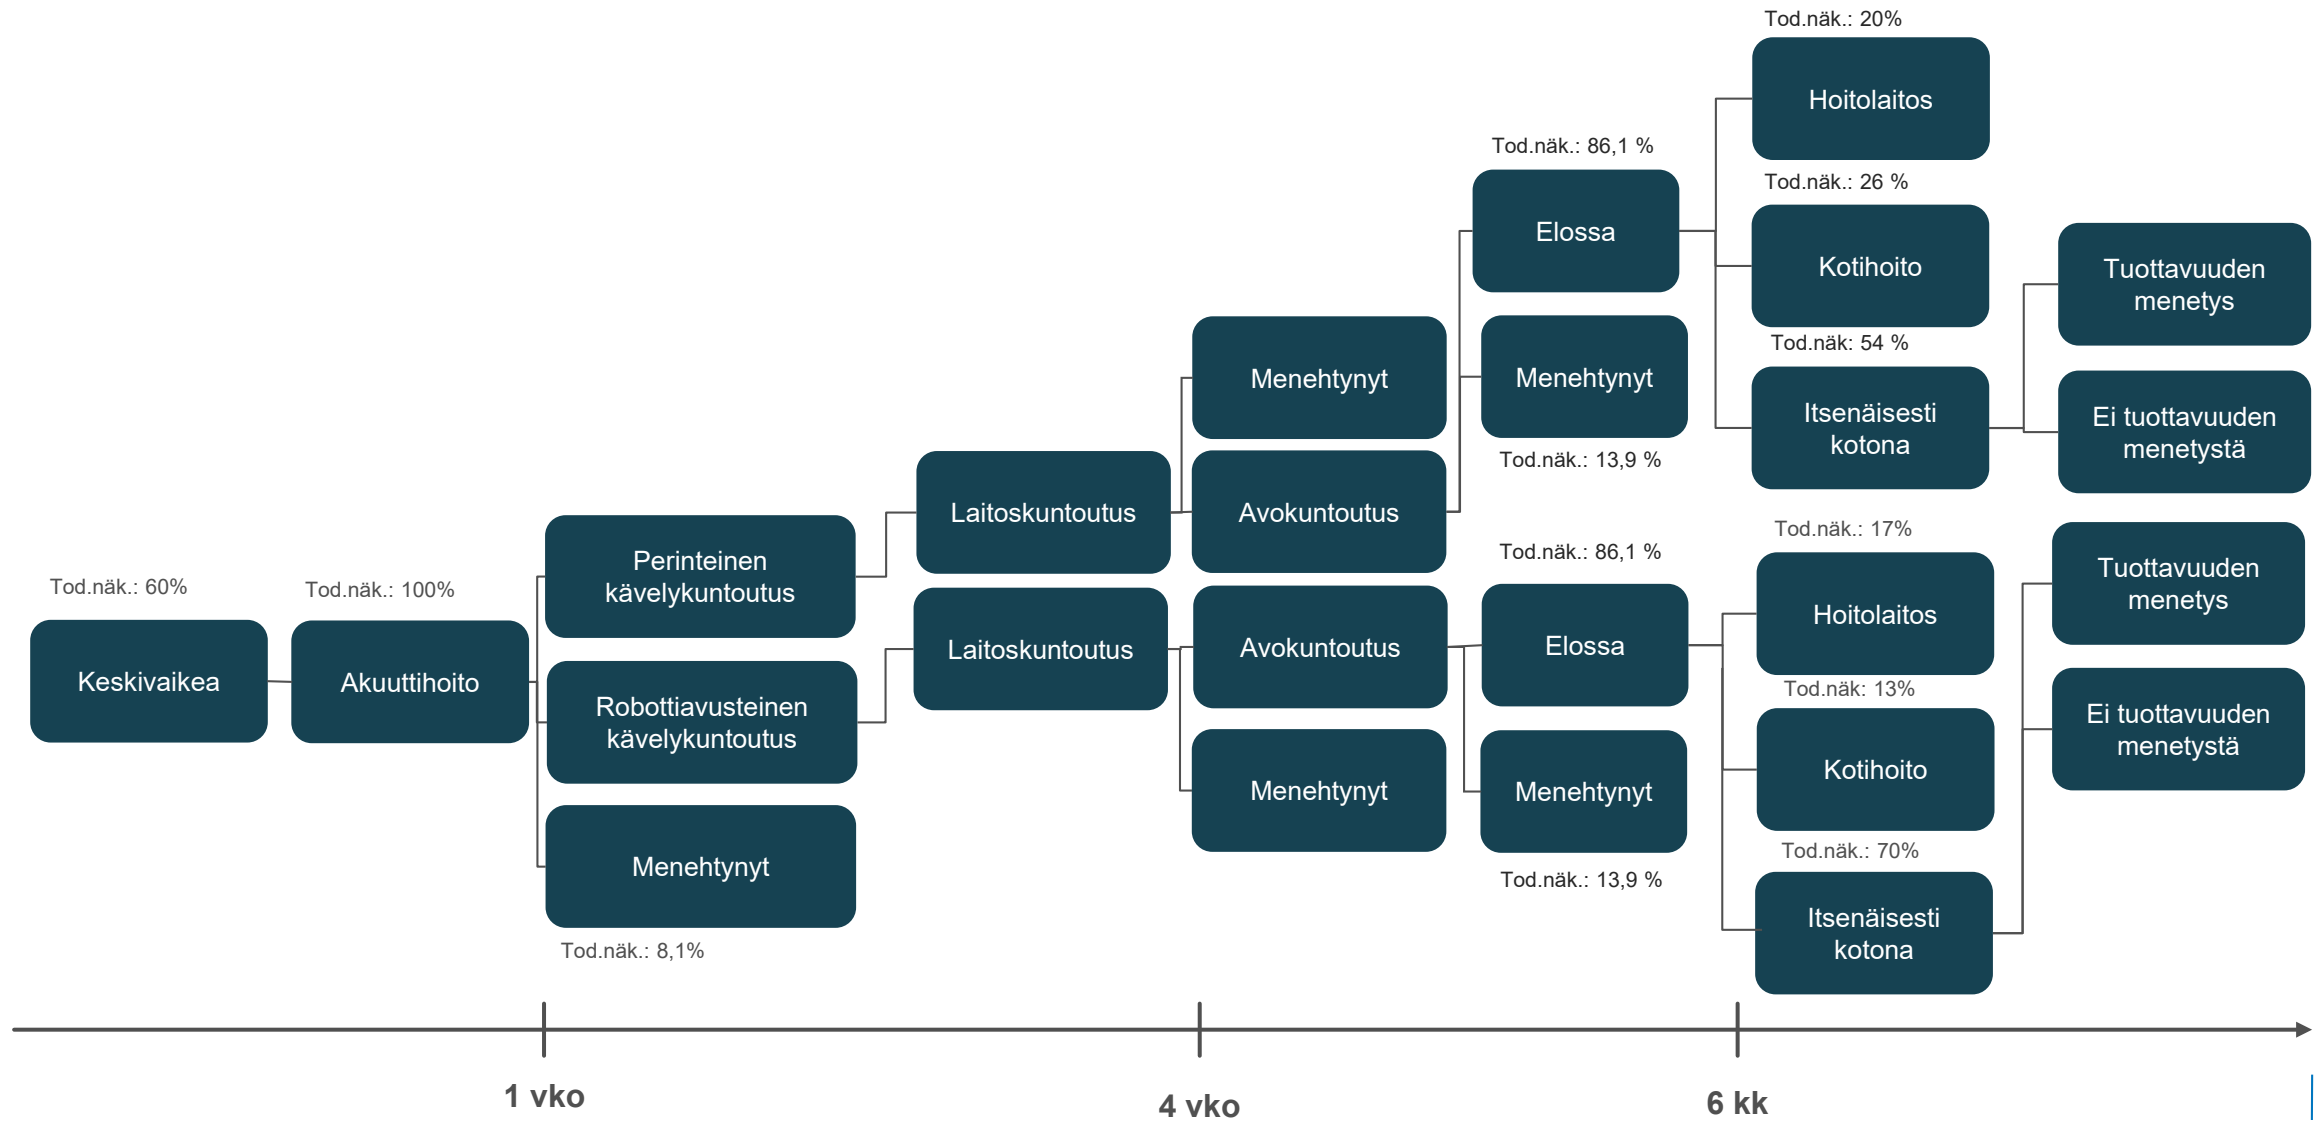 Tod.näk.: 20%
Hoitolaitos
Tod.näk.: 86,1 %
Tod.näk.: 26 %
Elossa
Kotihoito
Tuottavuuden
menetys
Tod.näk: 54 %
Menehtynyt
Menehtynyt
Itsenäisesti
kotona
Ei tuottavuuden
menetystä
Tod.näk.: 13,9 %
Laitoskuntoutus
Avokuntoutus
Tod.näk.: 17%
Tod.näk.: 86,1 %
Perinteinen
kävelykuntoutus
Tuottavuuden
menetys
Tod.näk.: 60%
Tod.näk.: 100%
Hoitolaitos
Laitoskuntoutus
Avokuntoutus
Elossa
Keskivaikea
Akuuttihoito
Tod.näk: 13%
Robottiavusteinen
kävelykuntoutus
Ei tuottavuuden
menetystä
Kotihoito
Menehtynyt
Menehtynyt
Tod.näk.: 70%
Menehtynyt
Tod.näk.: 13,9 %
Itsenäisesti
kotona
Tod.näk.: 8,1%
1 vko
4 vko
6 kk